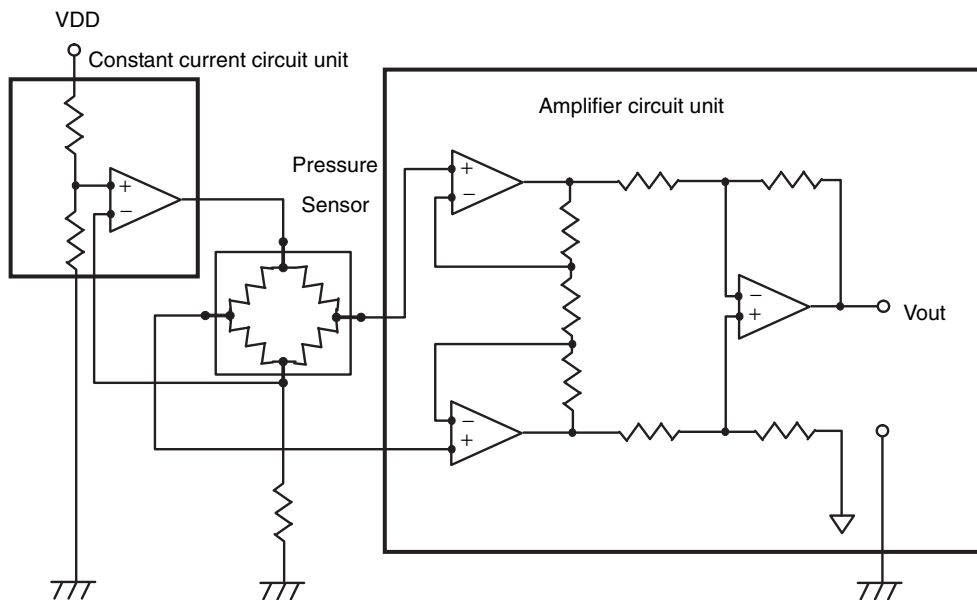 VDD
Constant current circuit unit
Amplifier circuit unit
Pressure
Sensor
+
−
+
−
−
+
Vout
−
+